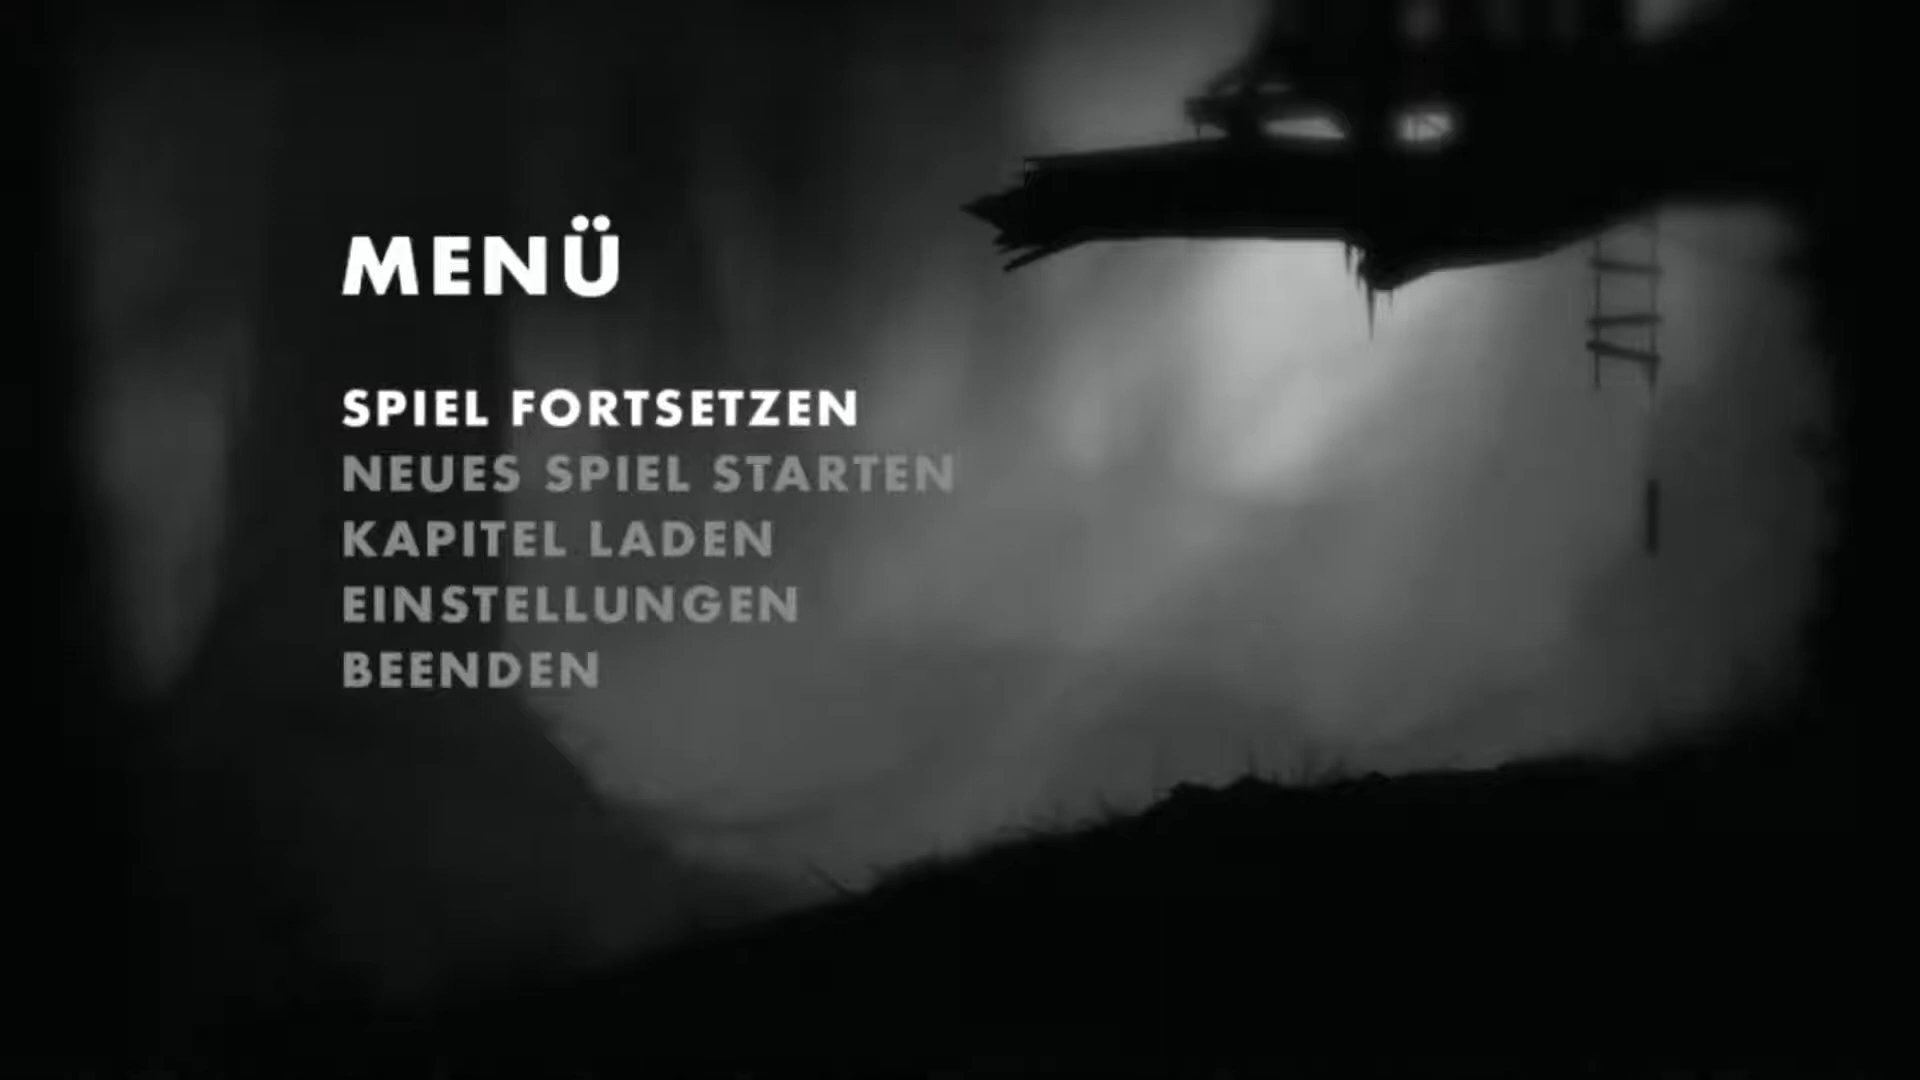 MENÜ
SPIEL FORTSETZEN
NEUES SPIEL STARTEN
KAPITEL LADEN
EINSTELLUNGEN
BEENDEN